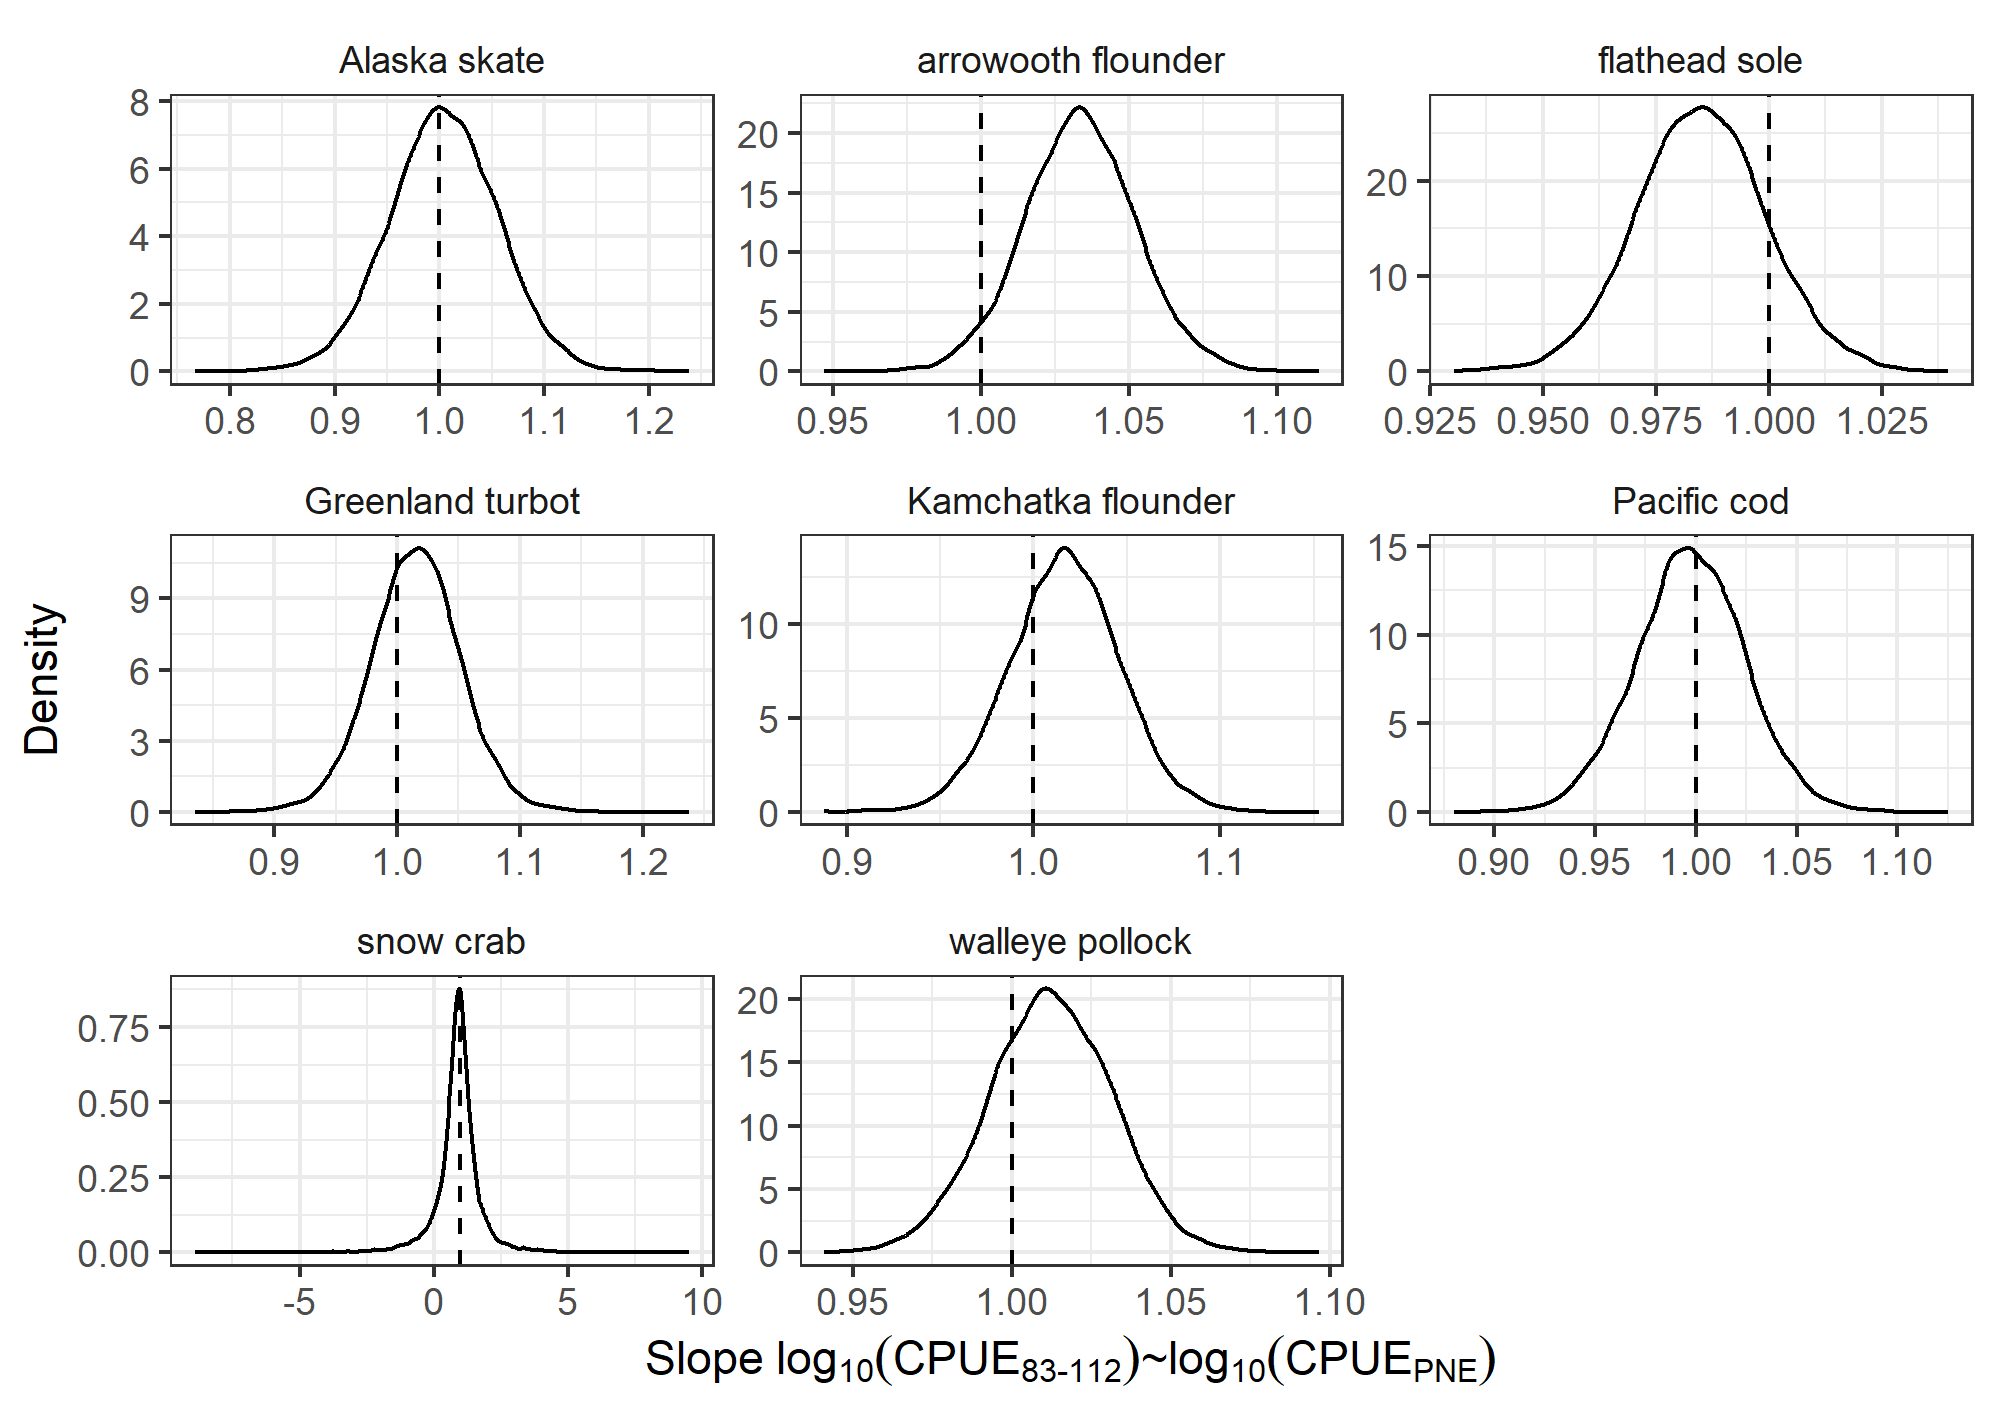 Alaska skate
arrowooth flounder
flathead sole
8
6
4
2
0
20
15
10
5
0
20
10
0
0.8 0.9 1.0 1.1 1.2
0.95 1.00 1.05 1.10
0.925 0.950 0.975 1.000 1.025
Greenland turbot
Kamchatka flounder
Pacific cod
9
6
3
0
10
5
0
15
10
5
0
0.9 1.0 1.1 1.2
0.9 1.0 1.1
0.90 0.95 1.00 1.05 1.10
snow crab
walleye pollock
0.75
0.50
0.25
0.00
20
15
10
5
0
-5 0 5 10
0.95 1.00 1.05 1.10
Density
Slope log₁₀(CPUE₈₃₋₁₁₂)~log₁₀(CPUE_PNE)